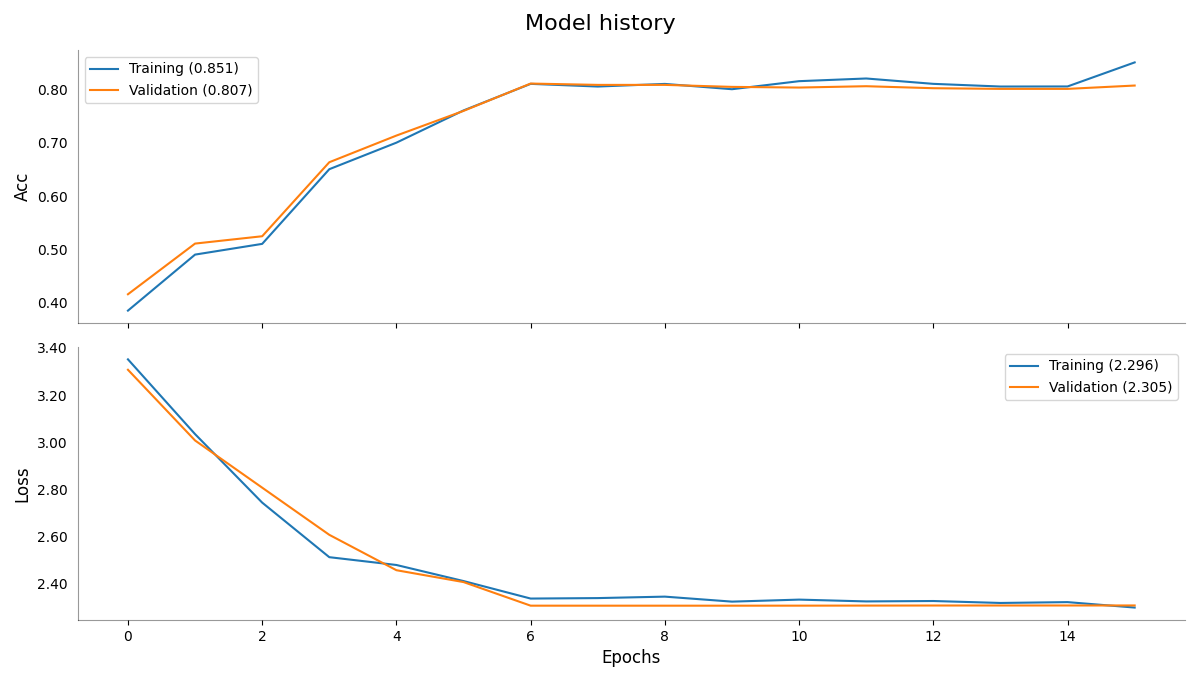 Model history
Training (0.851)
Validation (0.807)
0.80
0.70
0.60
0.50
0.40
Acc
3.40
3.20
3.00
2.80
2.60
2.40
Loss
Training (2.296)
Validation (2.305)
0 2 4 6 8 10 12 14
Epochs